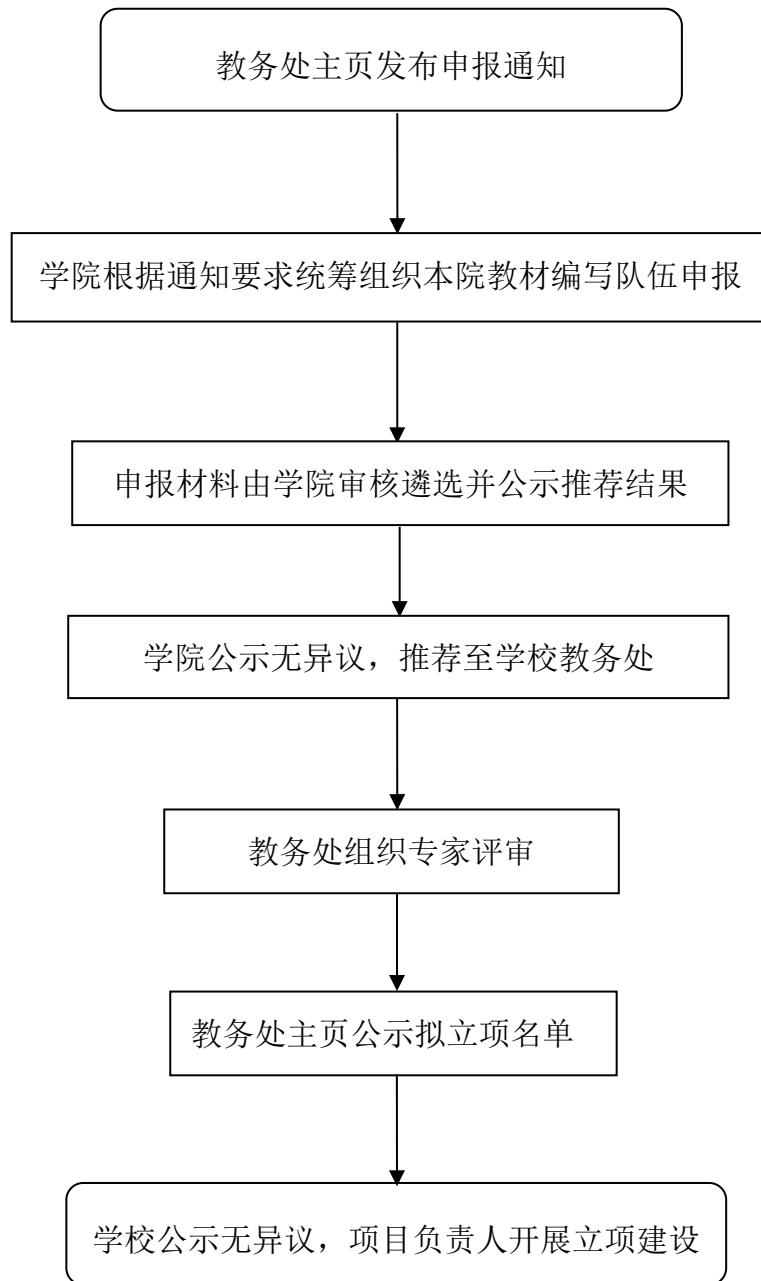 教务处主页发布申报通知
学院根据通知要求统筹组织本院教材编写队伍申报
申报材料由学院审核遴选并公示推荐结果
学院公示无异议，推荐至学校教务处
教务处组织专家评审
教务处主页公示拟立项名单
学校公示无异议，项目负责人开展立项建设